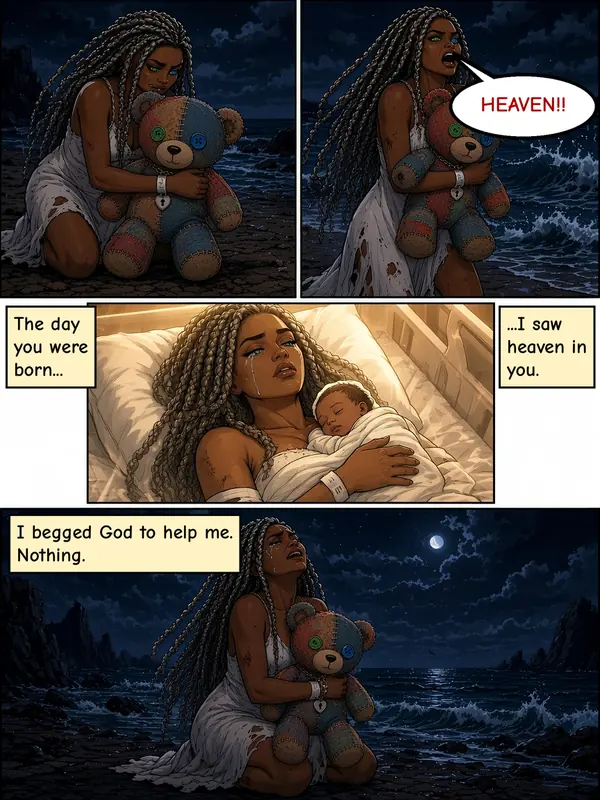 HEAVEN!!
The day
you were
born...
...I saw
heaven in
you.
I begged God to help me.
Nothing.